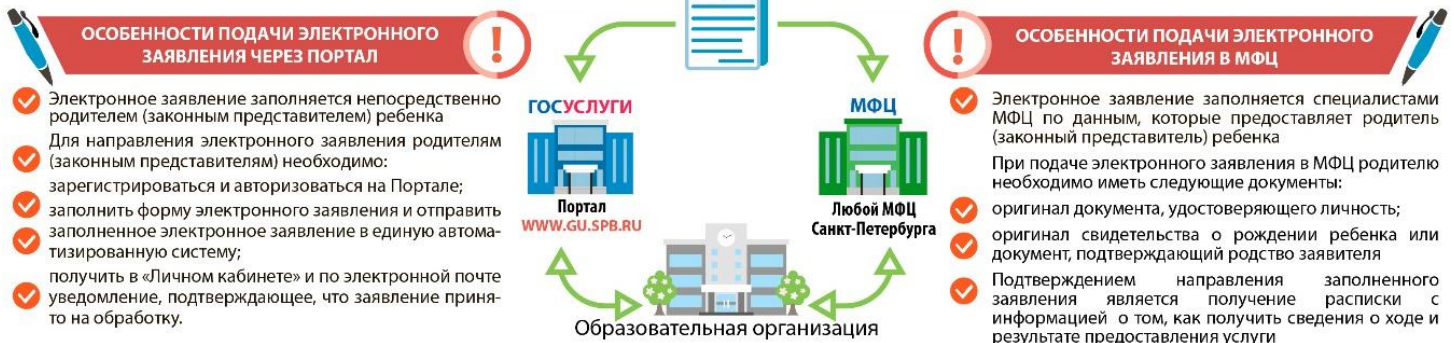 ОСОБЕННОСТИ ПОДАЧИ ЭЛЕКТРОННОГО
ЗАЯВЛЕНИЯ ЧЕРЕЗ ПОРТАЛ
Электронное заявление заполняется непосредственно
родителем (законным представителем) ребенка
Для направления электронного заявления родителям
(законным представителям) необходимо:
зарегистрироваться и авторизоваться на Портале;
заполнить форму электронного заявления и отправить
заполненное электронное заявление в единую автома-
тизированную систему;
получить в «Личном кабинете» и по электронной почте
уведомление, подтверждающее, что заявление приня-
то на обработку.
ГОСУСЛУГИ
Портал
WWW.GU.SPB.RU
МФЦ
Любой МФЦ
Санкт-Петербурга
Образовательная организация
ОСОБЕННОСТИ ПОДАЧИ ЭЛЕКТРОННОГО
ЗАЯВЛЕНИЯ В МФЦ
Электронное заявление заполняется специалистами
МФЦ по данным, которые предоставляет родитель
(законный представитель) ребенка
При подаче электронного заявления в МФЦ родителю
необходимо иметь следующие документы:
оригинал документа, удостоверяющего личность;
оригинал свидетельства о рождении ребенка или
документ, подтверждающий родство заявителя
Подтверждением направления заполненного
заявления является получение расписки с
информацией о том, как получить сведения о ходе и
результате предоставления услуги